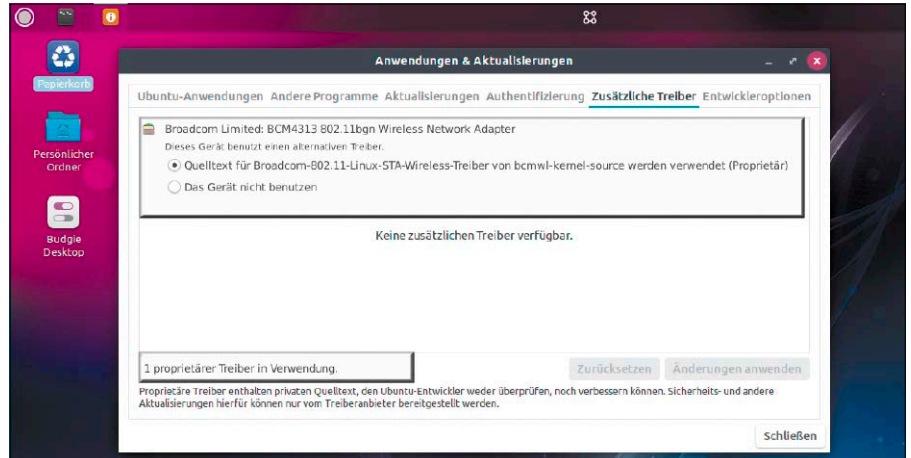 Anwendungen & Aktualisierungen
Papierkorb
Ubuntu-Anwendungen Andere Programme Aktualisierungen Authentifizierung Zusätzliche Treiber Entwickleroptionen
Broadcom Limited: BCM4313 802.11bgn Wireless Network Adapter
Dieses Gerät benutzt einen alternativen Treiber.
Quelltext für Broadcom-802.11-Linux-STA-Wireless-Treiber von bcmwl-kernel-source werden verwendet (Proprietär)
Das Gerät nicht benutzen
Persönlicher
Ordner
Budgie
Desktop
Keine zusätzlichen Treiber verfügbar.
1 proprietärer Treiber in Verwendung.
Zurücksetzen
Änderungen anwenden
Proprietäre Treiber enthalten privaten Quelltext, den Ubuntu-Entwickler weder überprüfen, noch verbessern können. Sicherheits- und andere
Aktualisierungen hierfür können nur vom Treiberanbieter bereitgestellt werden.
Schließen